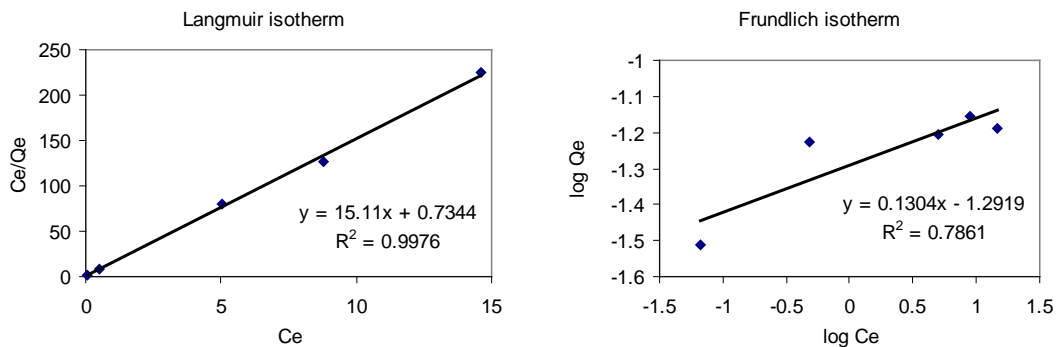 Langmuir isotherm
250
200
150
100
50
0
Ce/Qe
y = 15.11x + 0.7344
R² = 0.9976
0 5 10 15
Ce
Frundlich isotherm
-1
-1.1
-1.2
-1.3
-1.4
-1.5
-1.6
log Qe
y = 0.1304x - 1.2919
R² = 0.7861
-1.5 -1 -0.5 0 0.5 1 1.5
log Ce